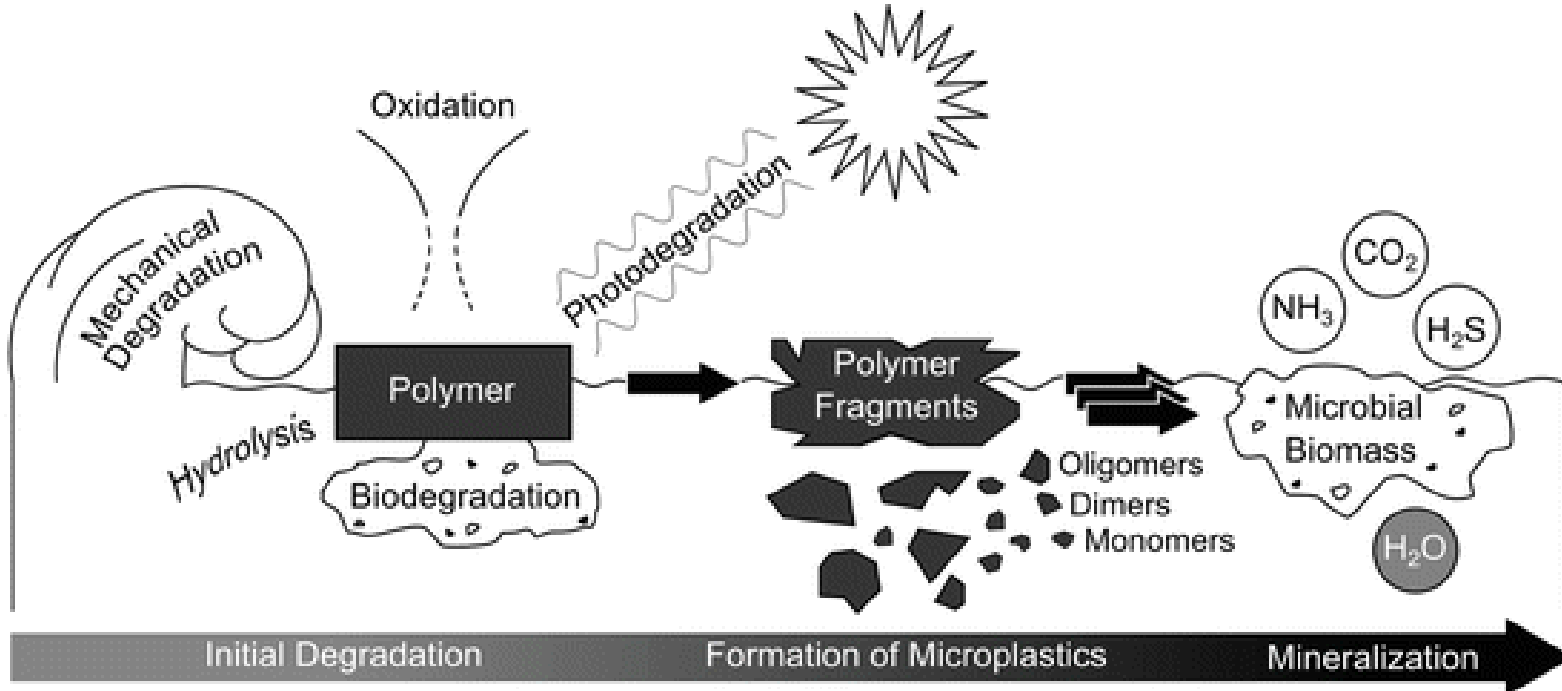 Oxidation
Mechanical
Degradation
Photodegradation
Polymer
Hydrolysis
Biodegradation
Polymer
Fragments
Oligomers
Dimers
Monomers
CO₂
NH₃
H₂S
Microbial
Biomass
H₂O
Initial Degradation
Formation of Microplastics
Mineralization